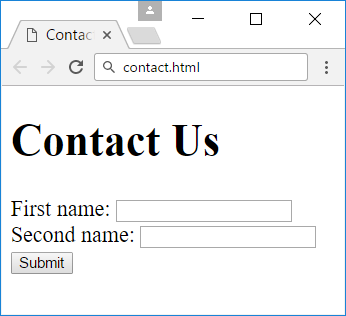 Contac
contact.html
Contact Us
First name:
Second name:
Submit